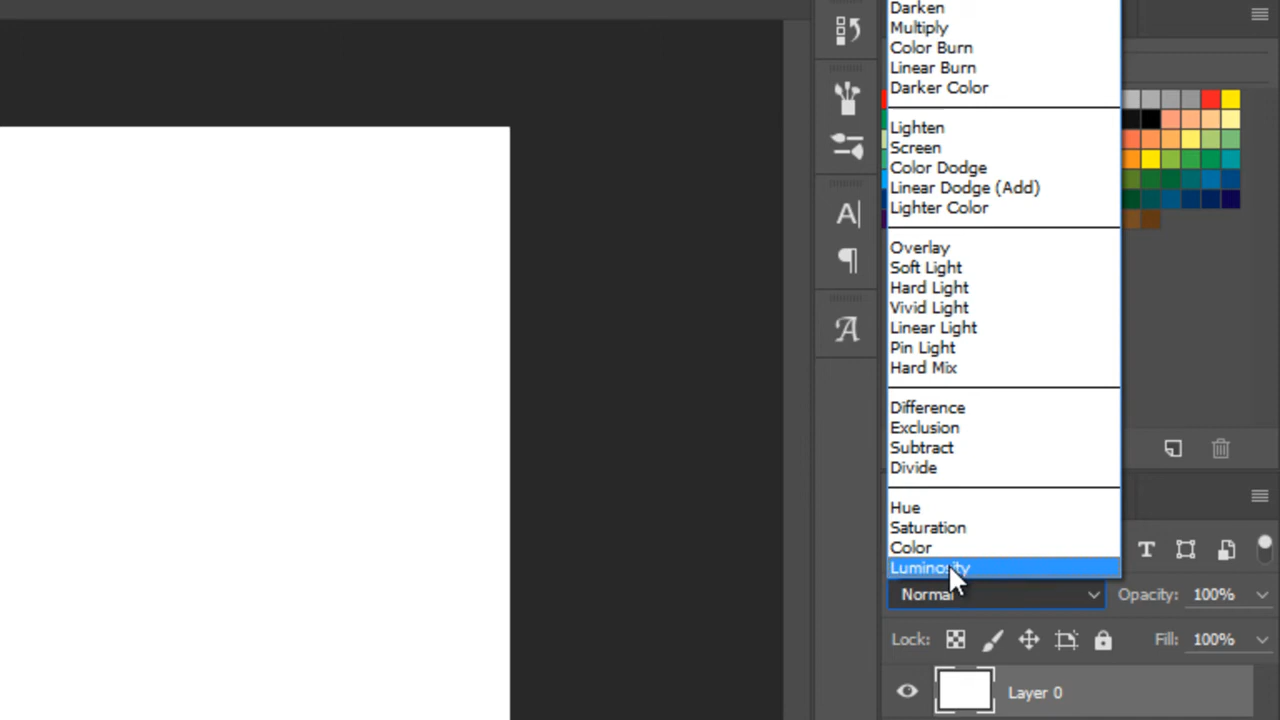 Darken
Multiply
Color Burn
Linear Burn
Darker Color
Lighten
Screen
Color Dodge
Linear Dodge (Add)
Lighter Color
Overlay
Soft Light
Hard Light
Vivid Light
Linear Light
Pin Light
Hard Mix
Difference
Exclusion
Subtract
Divide
Hue
Saturation
Color
Luminosity
Normal Opacity: 100%
Lock: Fill: 100%
Layer 0